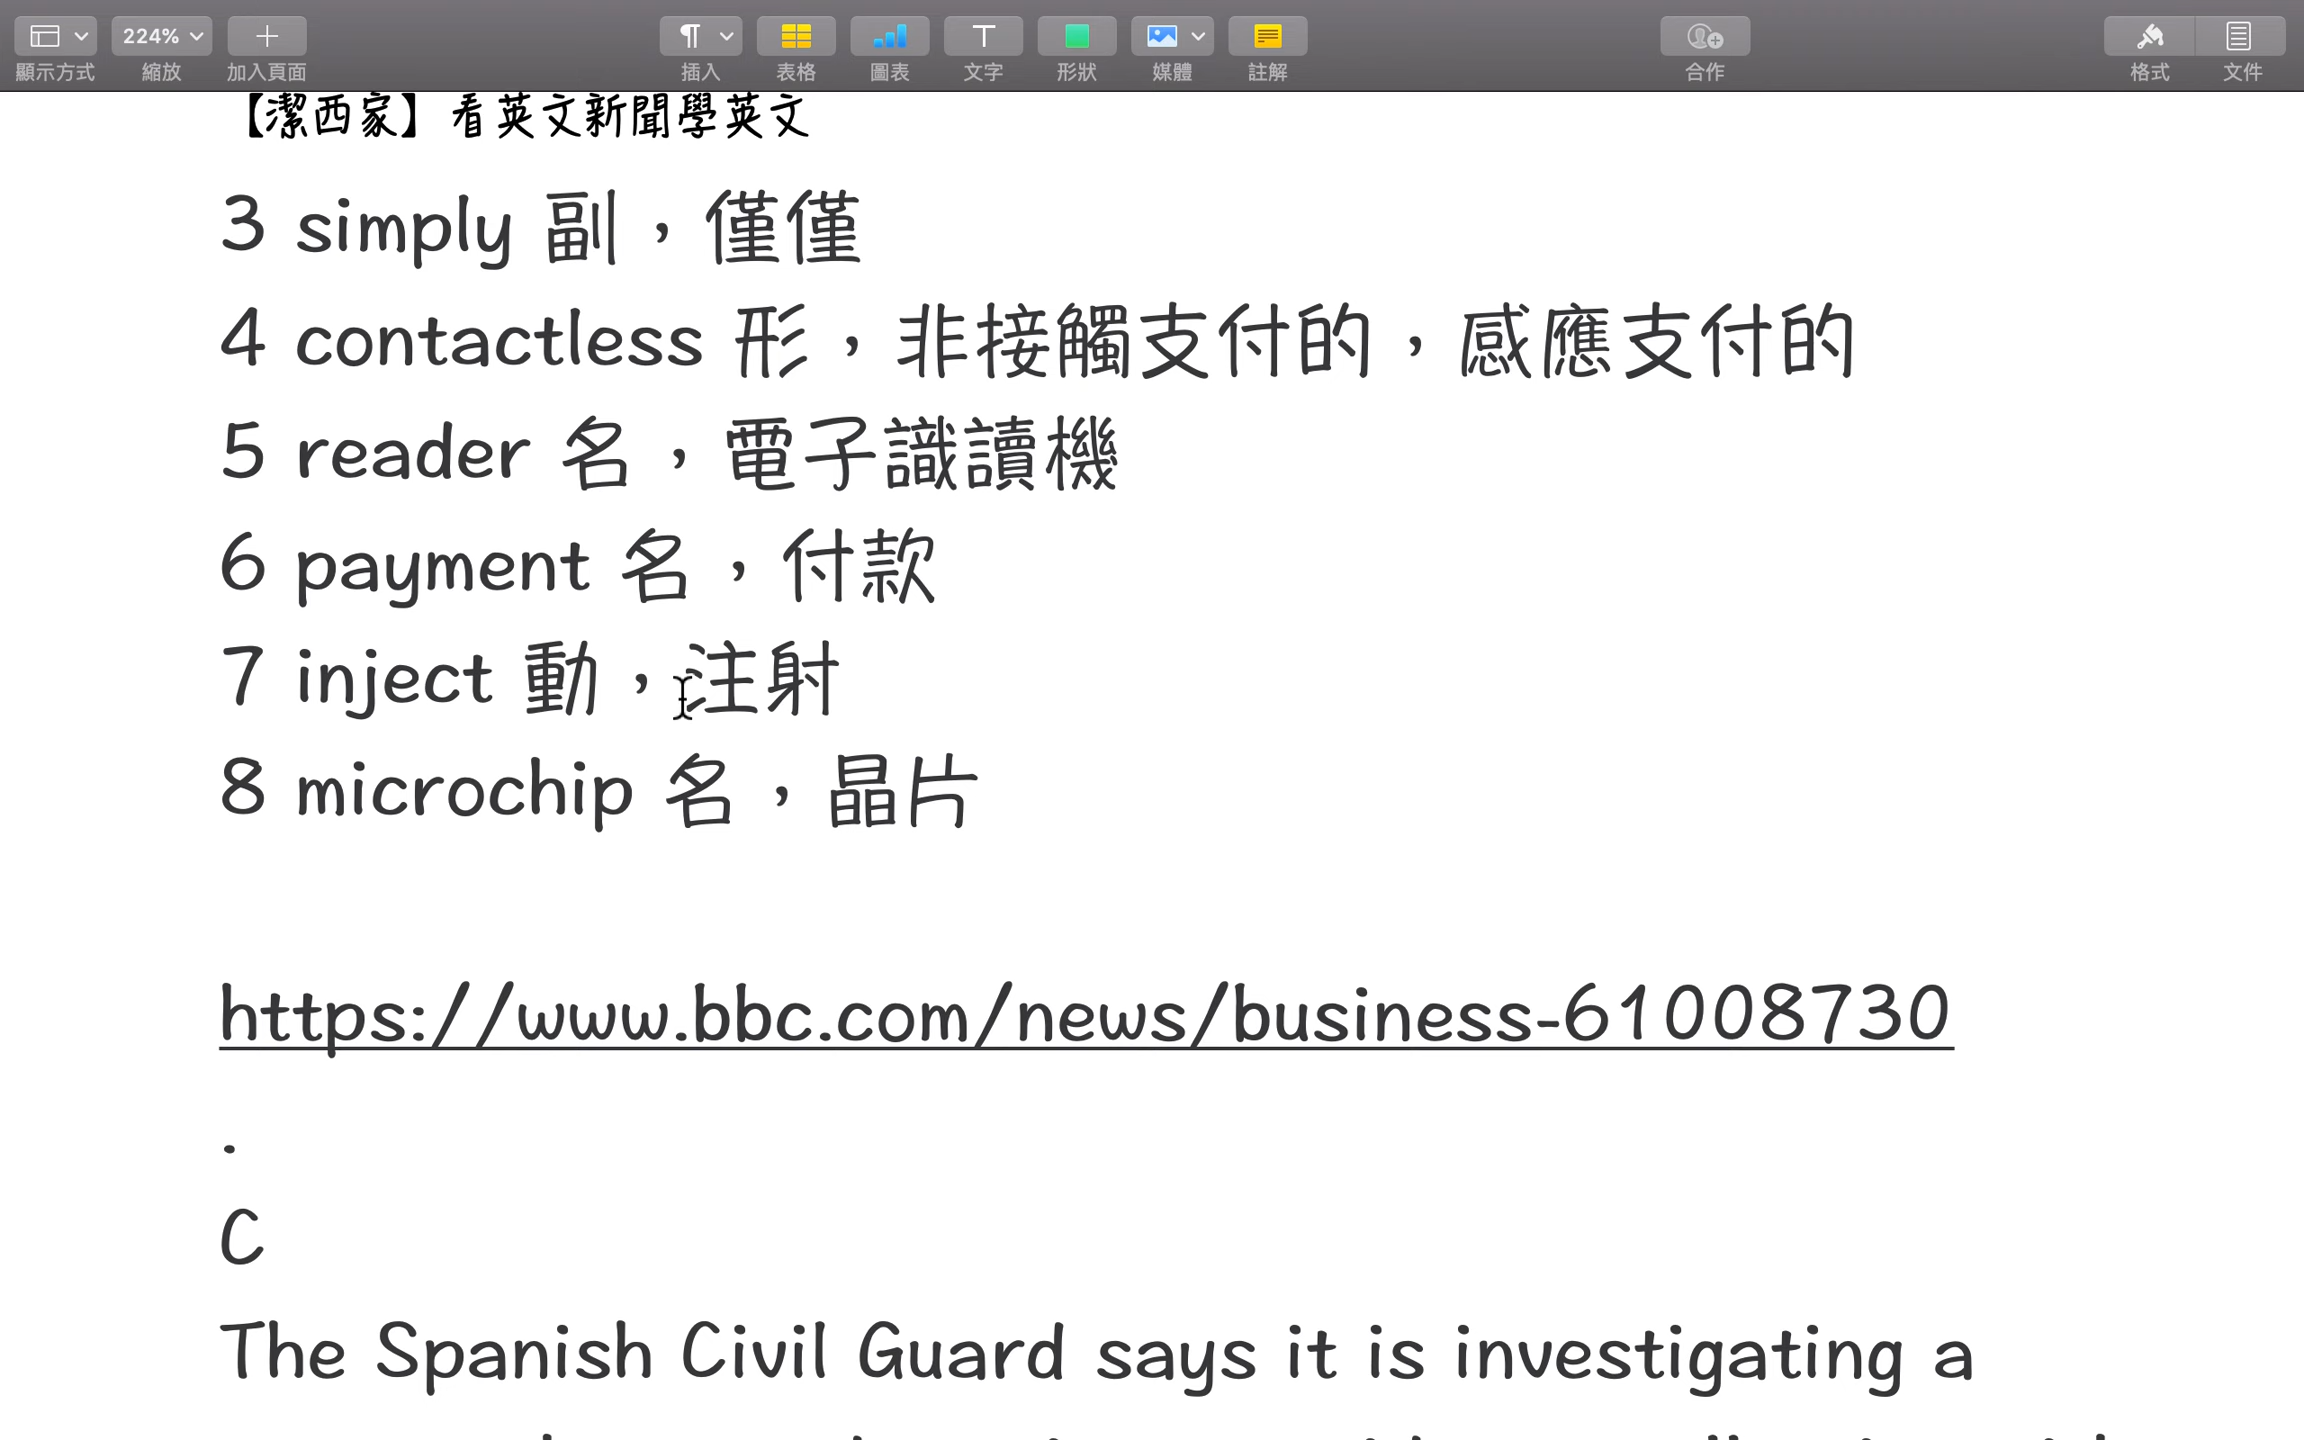 224%
顯示方式 縮放 加入頁面 插入 表格 圖表 文字 形狀 媒體 註解 合作 格式 文件
【潔西家】看英文新聞學英文
3 simply 副，僅僅
4 contactless 形，非接觸支付的，感應支付的
5 reader 名，電子識讀機
6 payment 名，付款
7 inject 動，注射
8 microchip 名，晶片
https://www.bbc.com/news/business-61008730
.
C
The Spanish Civil Guard says it is investigating a